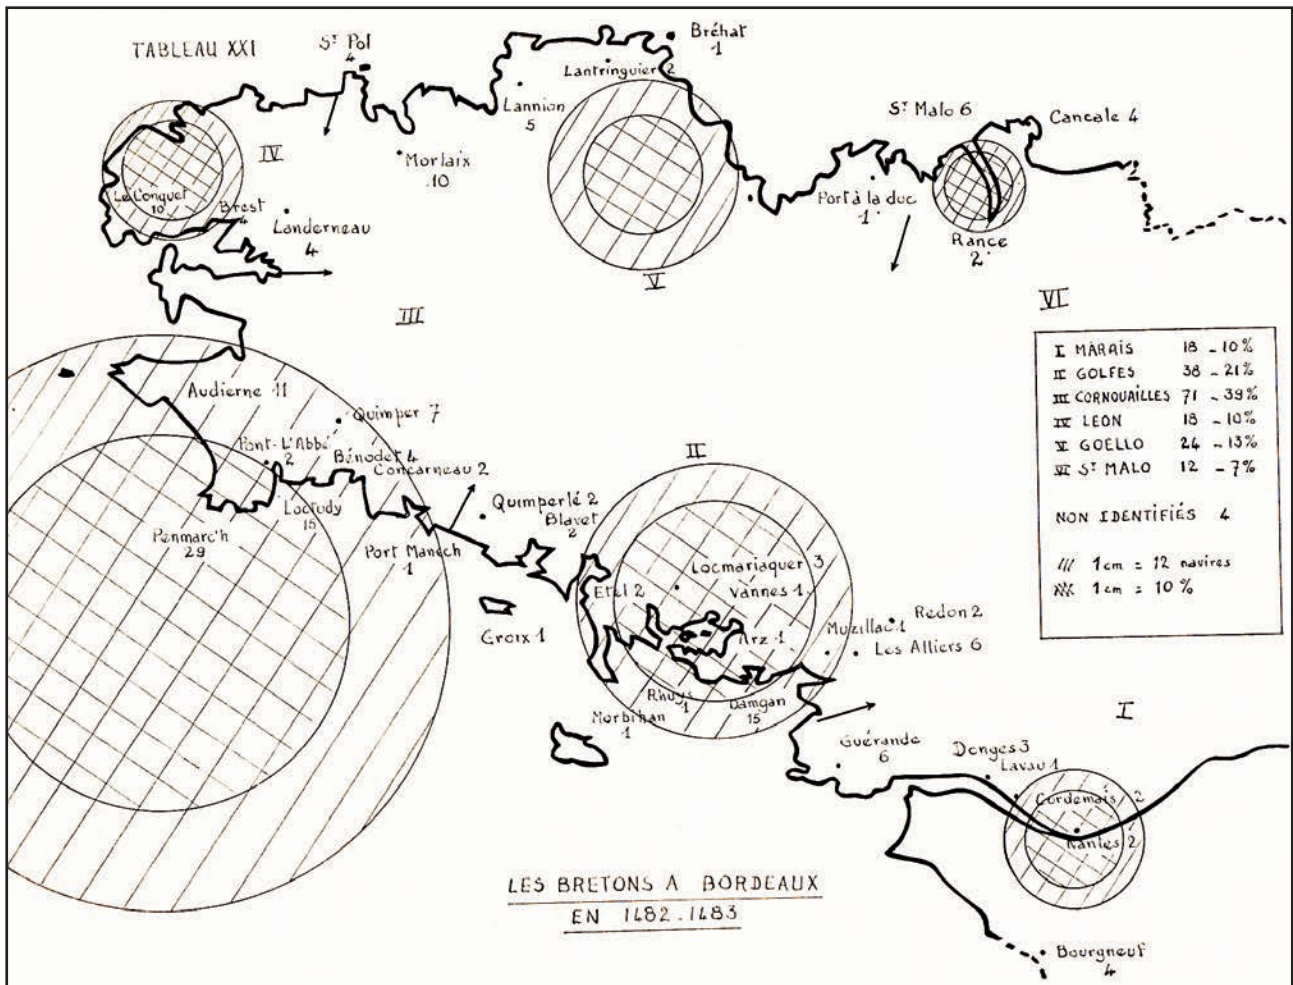 TABLEAU XXI
St Pol
4
Bréhat
1
Lantringuier 2
Lannion
5
Morlaix
10
St Malo 6
Cancale 4
IV
Le Conquet
10
Brest
4
Landerneau
4
Port à la duc
1
Rance
2
V
III
VI
I MARAIS 18 - 10%
II GOLFES 38 - 21%
III CORNOUAILLES 71 - 39%
IV LEON 18 - 10%
V GOELLO 24 - 13%
VI St MALO 12 - 7%
NON IDENTIFIÉS 4
1 cm = 12 navires
1 cm = 10 %
Audierne 11
Quimper 7
Pont-L'Abbé
2
Bénodet 4
Concarneau 2
Loctudy
15
Penmarc'h
29
Port Manech
1
II
Quimperlé 2
Blavet
2
Locmariaquer 3
Vannes 1
Etel 2
Groix 1
Arz 1
Muzillac 1
Redon 2
Les Alliers 6
Rhuys
1
Damgan
15
Morbihan
1
I
Guérande
6
Donges 3
Lavau 1
Cordemais 2
Nantes 2
LES BRETONS A BORDEAUX
EN 1482-1483
Bourgneuf
4